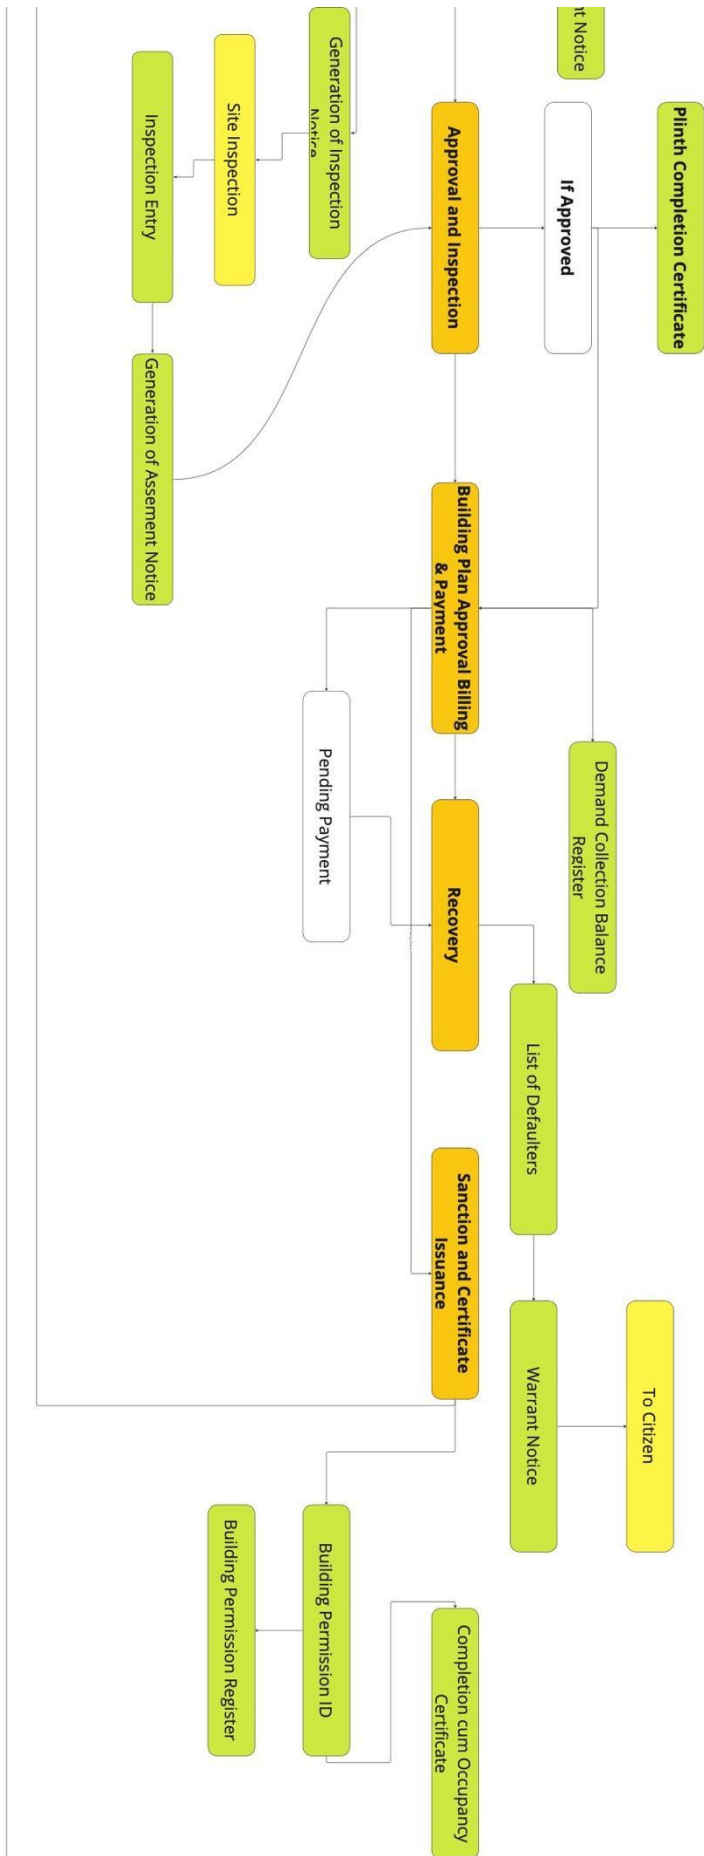 Plinth Completion Certificate
To Citizen
nt Notice
Demand Collection Balance
Register
If Approved
List of Defaulters
Warrant Notice
Approval and Inspection
Building Plan Approval Billing
& Payment
Recovery
Sanction and Certificate
Issuance
Completion cum Occupancy
Certificate
Generation of Inspection
Notice
Pending Payment
Building Permission ID
Site Inspection
Building Permission Register
Inspection Entry
Generation of Assement Notice